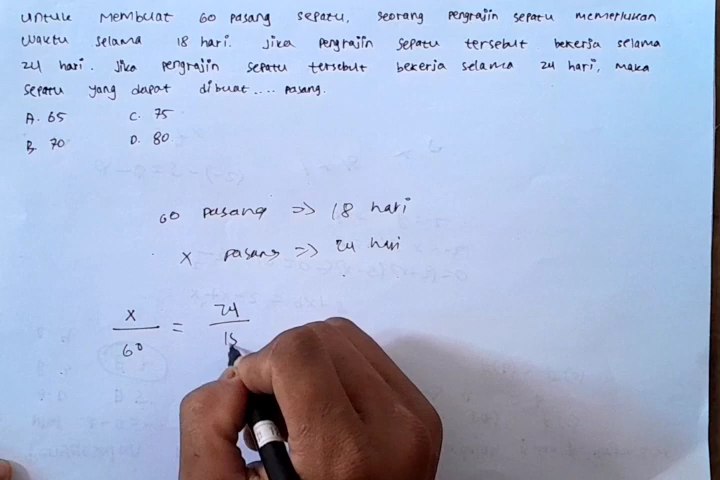 untuk membuat 60 pasang sepatu, seorang pengrajin sepatu memerlukan
waktu selama 18 hari. Jika pengrajin sepatu tersebut bekerja selama
24 hari. Jika pengrajin sepatu tersebut bekerja selama 24 hari, maka
sepatu yang dapat dibuat.... pasang.
A. 65 C. 75
B. 70 D. 80
60 pasang => 18 hari
x pasang => 24 hari
x/60 = 24/